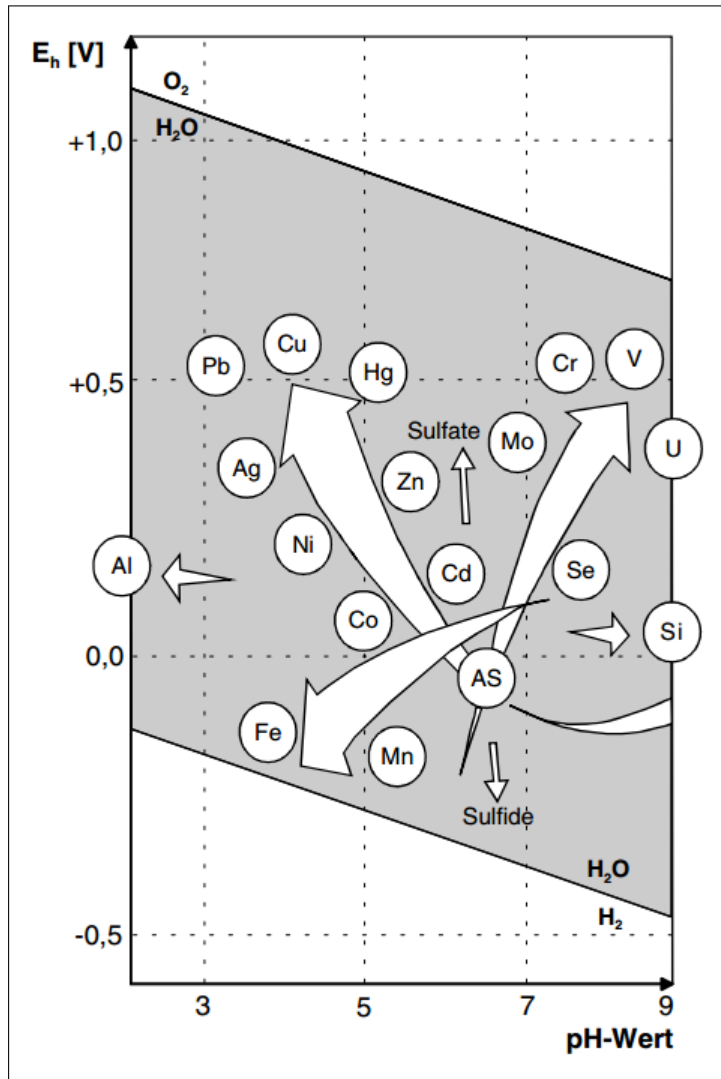 E_h [V]
O₂
H₂O
+1,0
Cu
Pb
Hg
Cr
V
+0,5
Sulfate
Mo
U
Ag
Zn
Ni
Al
Cd
Se
Co
Si
0,0
AS
Fe
Mn
Sulfide
H₂O
H₂
-0,5
3
5
7
9
pH-Wert